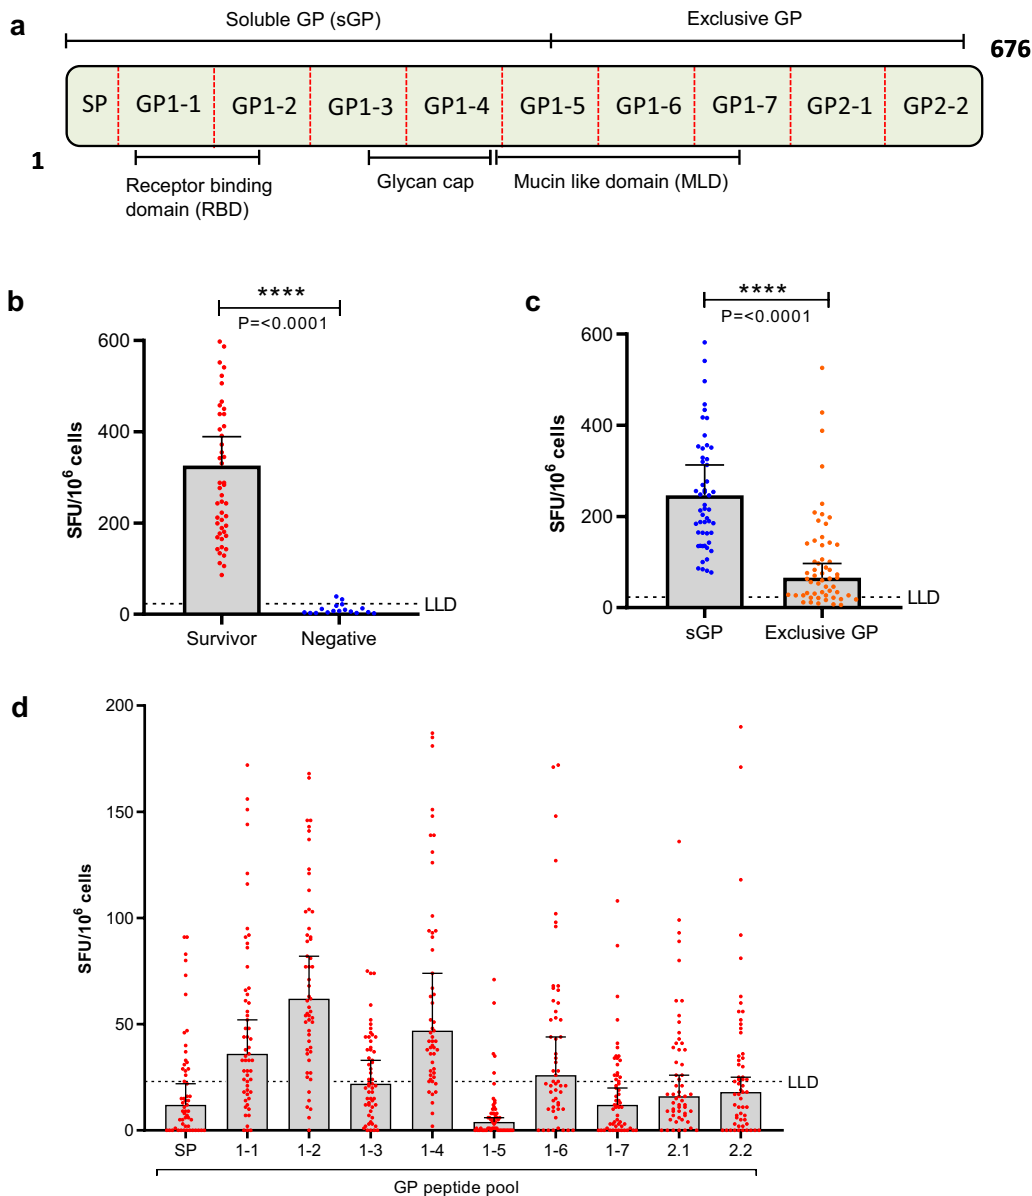 a
Soluble GP (sGP)
Exclusive GP
676
SP
GP1-1
GP1-2
GP1-3
GP1-4
GP1-5
GP1-6
GP1-7
GP2-1
GP2-2
1
Receptor binding
domain (RBD)
Glycan cap
Mucin like domain (MLD)
b
****
P=<0.0001
600
400
200
0
SFU/10⁶ cells
LLD
Survivor
Negative
c
****
P=<0.0001
600
400
200
0
SFU/10⁶ cells
LLD
sGP
Exclusive GP
d
200
150
100
50
0
SFU/10⁶ cells
LLD
SP
1-1
1-2
1-3
1-4
1-5
1-6
1-7
2.1
2.2
GP peptide pool